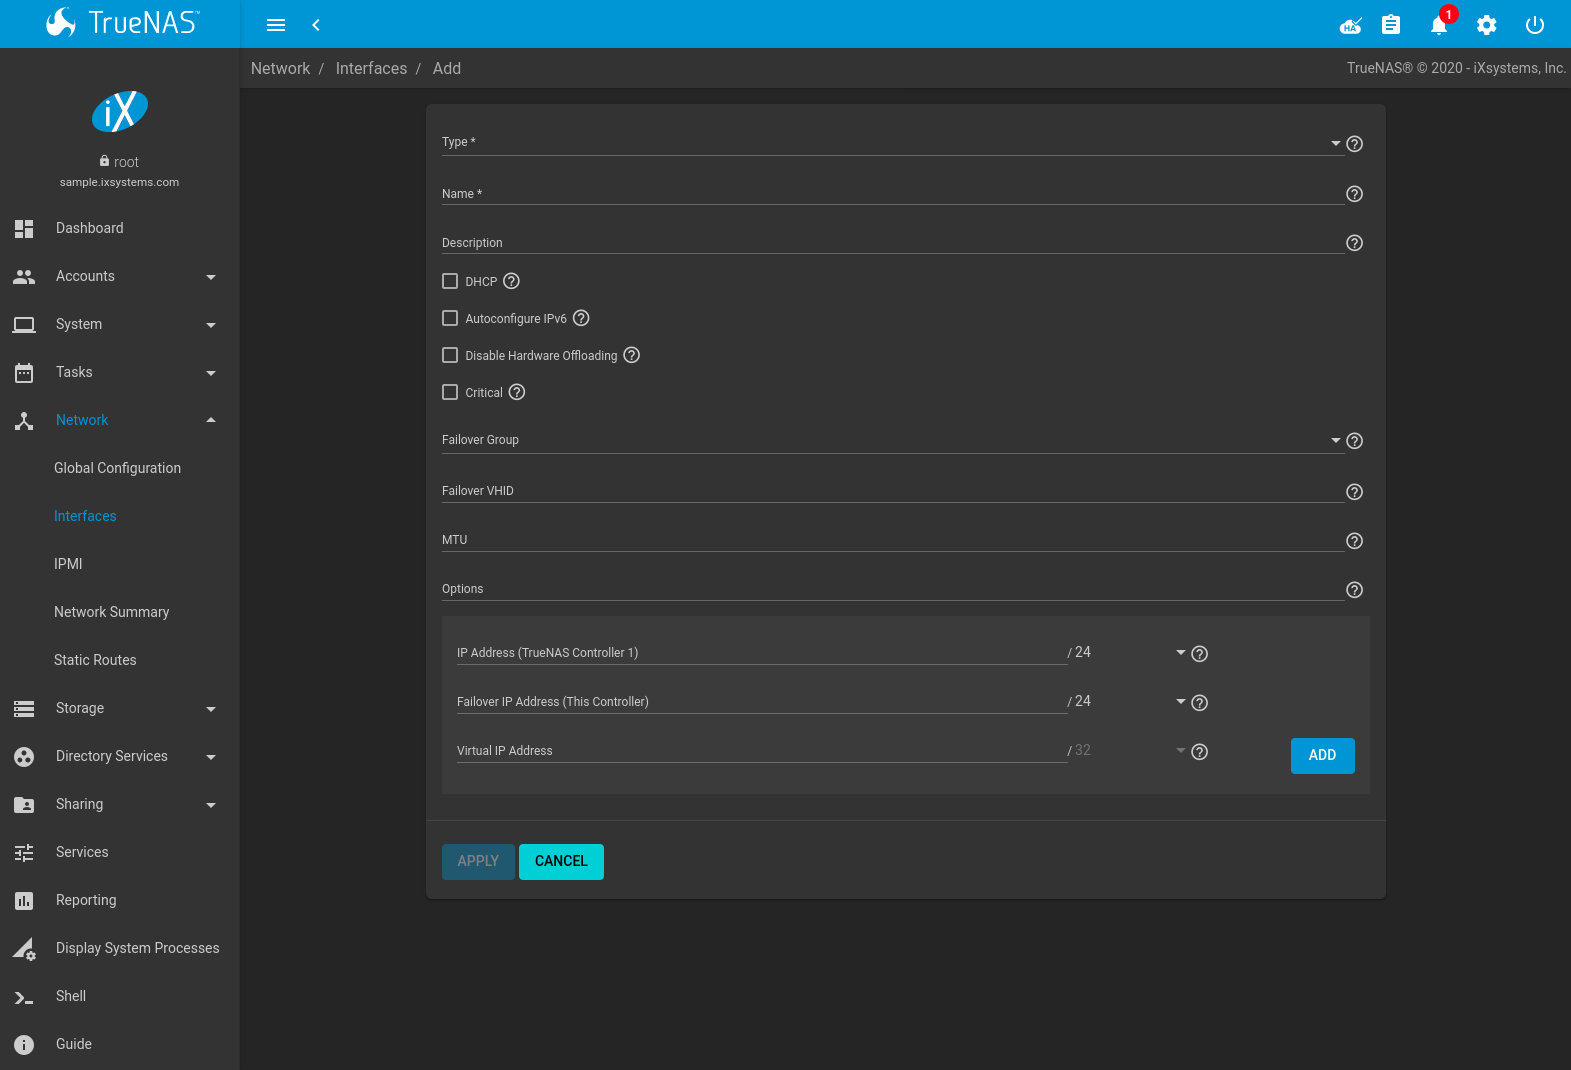 TrueNAS™
1
Network / Interfaces / Add
TrueNAS® © 2020 - iXsystems, Inc.
iX
root
sample.ixsystems.com
Dashboard
Accounts
System
Tasks
Network
Global Configuration
Interfaces
IPMI
Network Summary
Static Routes
Storage
Directory Services
Sharing
Services
Reporting
Display System Processes
Shell
Guide
Type *
Name *
Description
DHCP
Autoconfigure IPv6
Disable Hardware Offloading
Critical
Failover Group
Failover VHID
MTU
Options
IP Address (TrueNAS Controller 1) / 24
Failover IP Address (This Controller) / 24
Virtual IP Address / 32
ADD
APPLY CANCEL
HA